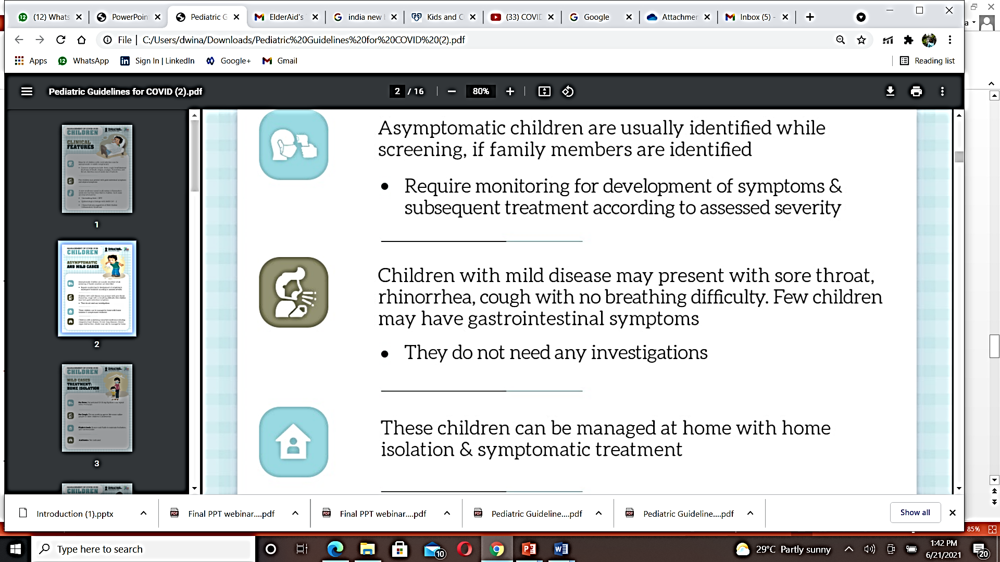 (12) Whats
PowerPoin
Pediatric G
ElderAid's
india new
Kids and C
(33) COVID
Google
Attachmer
Inbox (5) -
a
File | C:/Users/dwina/Downloads/Pediatric%20Guidelines%20for%20COVID%20(2).pdf
Apps
12 WhatsApp
Sign In | LinkedIn
Google+
Gmail
Reading list
Pediatric Guidelines for COVID (2).pdf
2 / 16
80%
CHILDREN
CLINICAL
FEATURES
1
CHILDREN
ASYMPTOMATIC
AND MILD CASES
2
CHILDREN
MILD CASES
TREATMENT:
HOME ISOLATION
3
CHILDREN
Asymptomatic children are usually identified while
screening, if family members are identified
• Require monitoring for development of symptoms &
subsequent treatment according to assessed severity
Children with mild disease may present with sore throat,
rhinorrhea, cough with no breathing difficulty. Few children
may have gastrointestinal symptoms
• They do not need any investigations
These children can be managed at home with home
isolation & symptomatic treatment
Introduction (1).pptx
Final PPT webinar....pdf
Final PPT webinar....pdf
Pediatric Guideline....pdf
Pediatric Guideline....pdf
Show all
85%
Type here to search
10
29°C Partly sunny
1:42 PM
6/21/2021
20